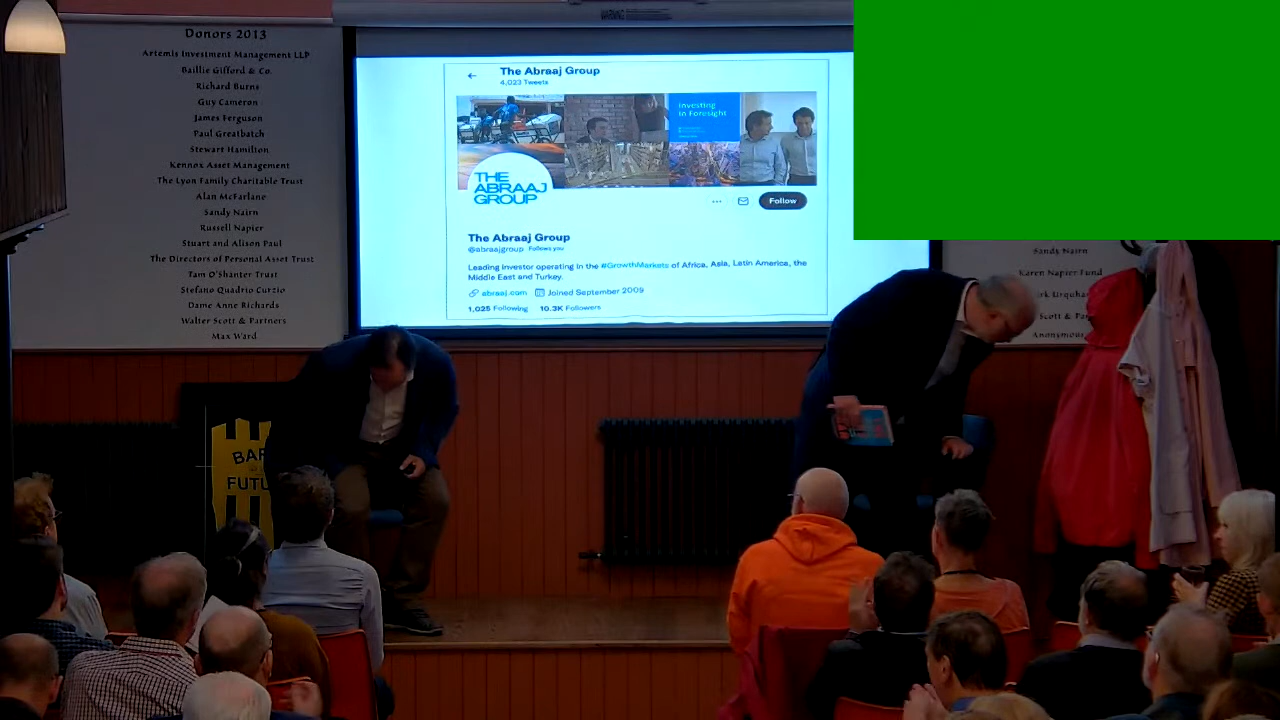 Donors 2013
Artemis Investment Management LLP
Baillie Gifford & Co.
Richard Burns
Guy Cameron
James Ferguson
Paul Greatbatch
Stewart Hamilton
Kennox Asset Management
The Lyon Family Charitable Trust
Alan McFarlane
Sandy Nairn
Russell Napier
Stuart and Alison Paul
The Directors of Personal Asset Trust
Tam O'Shanter Trust
Stefano Quadrio Curzio
Dame Anne Richards
Walter Scott & Partners
Max Ward
The Abraaj Group
4,023 Tweets
Investing
In Foresight
THE
ABRAAJ
GROUP
Follow
The Abraaj Group
@abraajgroup Follows you
Leading investor operating in the #GrowthMarkets of Africa, Asia, Latin America, the
Middle East and Turkey.
abraaj.com Joined September 2009
1,025 Following 10.3K Followers
Sandy Nairn
Karen Napier Fund
Scott & Pa
Anonymous
BAR
FUTU